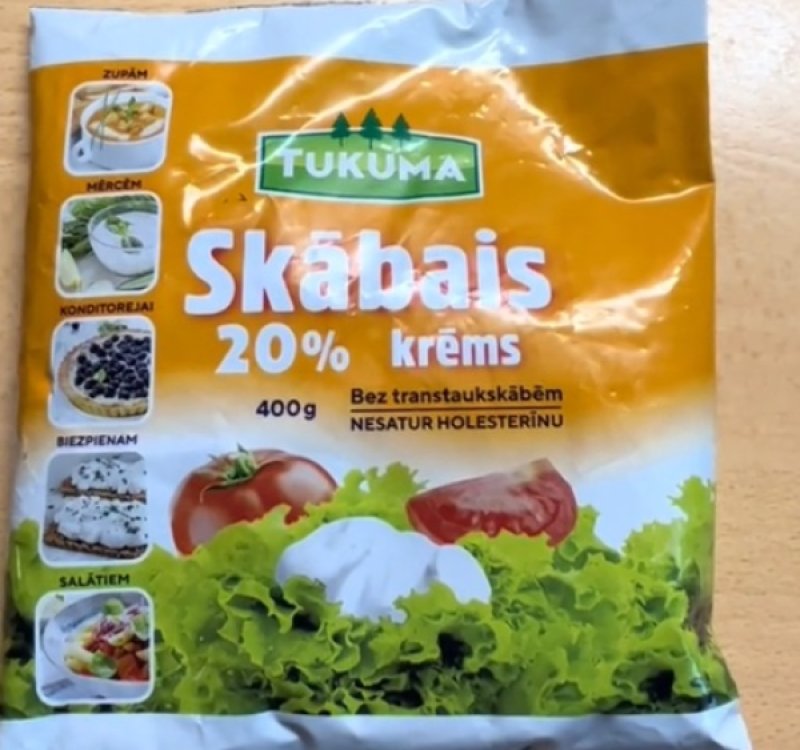 ZUPĀM
MĒRCĒM
KONDITOREJAI
BIEZPIENAM
SALĀTIEM
TUKUMA
Skābais
20% krēms
400g
Bez transtaukskābēm
NESATUR HOLESTERĪNU